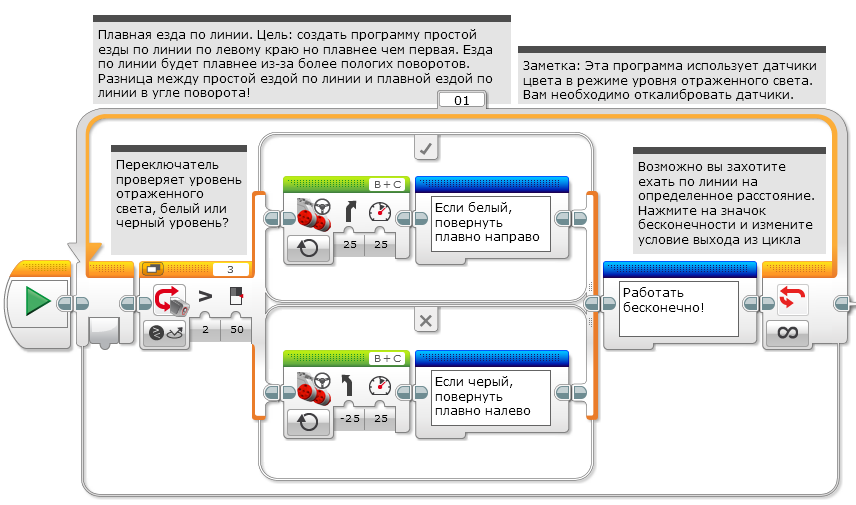 Плавная езда по линии. Цель: создать программу простой
езды по линии по левому краю но плавнее чем первая. Езда
по линии будет плавнее из-за более пологих поворотов.
Разница между простой ездой по линии и плавной ездой по
линии в угле поворота!
Заметка: Эта программа использует датчики
цвета в режиме уровня отраженного света.
Вам необходимо откалибровать датчики.
01
Переключатель
проверяет уровень
отраженного
света, белый или
черный уровень?
B+C
25 25
Если белый,
повернуть
плавно направо
Возможно вы захотите
ехать по линии на
определенное расстояние.
Нажмите на значок
бесконечности и измените
условие выхода из цикла
3
>
2 50
Работать
бесконечно!
∞
B+C
-25 25
Если черый,
повернуть
плавно налево